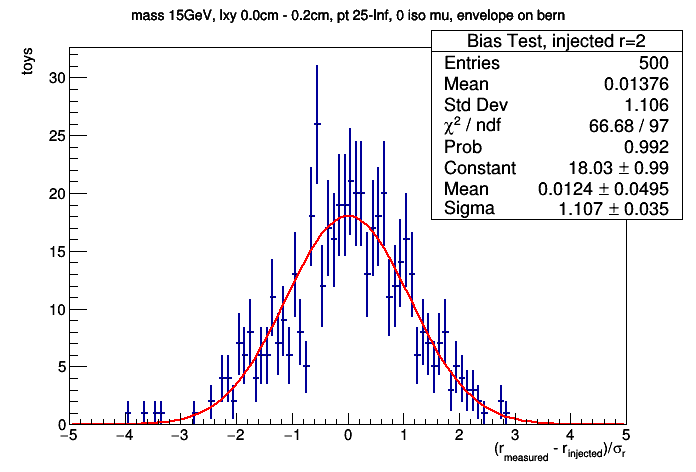 mass 15GeV, lxy 0.0cm - 0.2cm, pt 25-Inf, 0 iso mu, envelope on bern
Bias Test, injected r=2
Entries 500
Mean 0.01376
Std Dev 1.106
χ² / ndf 66.68 / 97
Prob 0.992
Constant 18.03 ± 0.99
Mean 0.0124 ± 0.0495
Sigma 1.107 ± 0.035
toys
30
25
20
15
10
5
0
−5 −4 −3 −2 −1 0 1 2 3 4 5
(r_measured - r_injected)/σ_r